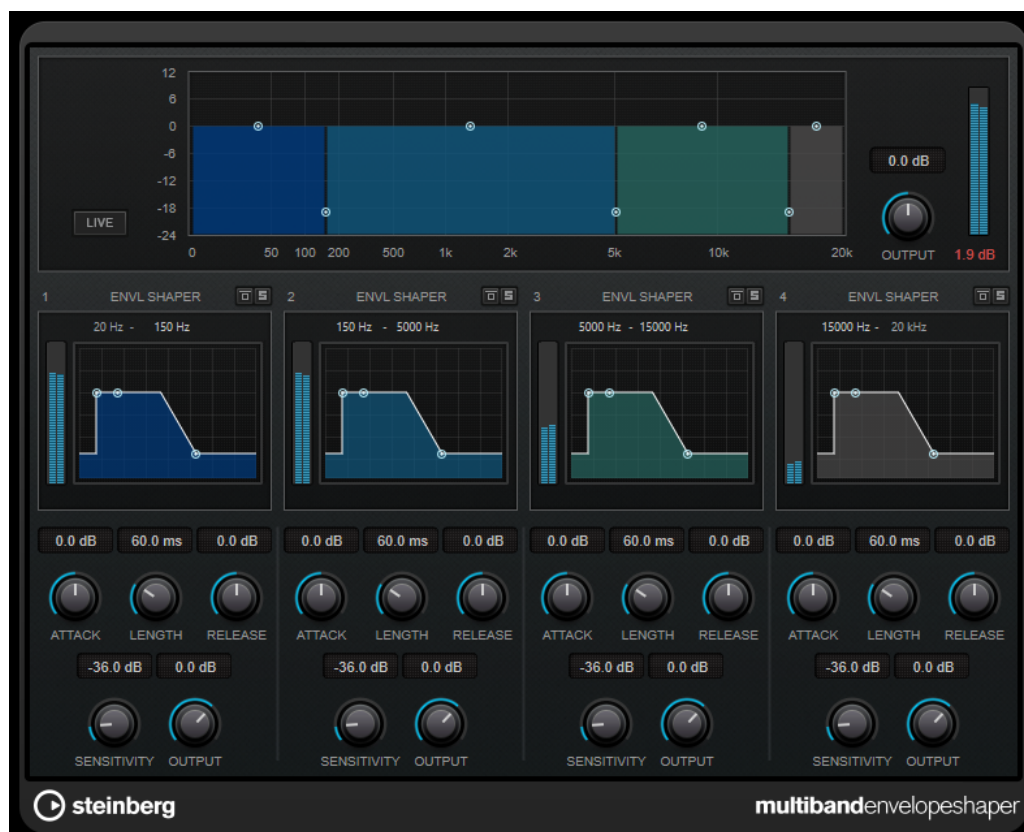 12
6
0
-6
-12
-18
-24
0 50 100 200 500 1k 2k 5k 10k 20k
LIVE
0.0 dB
OUTPUT 1.9 dB
1 ENVL SHAPER S 2 ENVL SHAPER S 3 ENVL SHAPER S 4 ENVL SHAPER S
20 Hz - 150 Hz 150 Hz - 5000 Hz 5000 Hz - 15000 Hz 15000 Hz - 20 kHz
0.0 dB 60.0 ms 0.0 dB 0.0 dB 60.0 ms 0.0 dB 0.0 dB 60.0 ms 0.0 dB 0.0 dB 60.0 ms 0.0 dB
ATTACK LENGTH RELEASE ATTACK LENGTH RELEASE ATTACK LENGTH RELEASE ATTACK LENGTH RELEASE
-36.0 dB 0.0 dB -36.0 dB 0.0 dB -36.0 dB 0.0 dB -36.0 dB 0.0 dB
SENSITIVITY OUTPUT SENSITIVITY OUTPUT SENSITIVITY OUTPUT SENSITIVITY OUTPUT
steinberg multibandenvelopeshaper